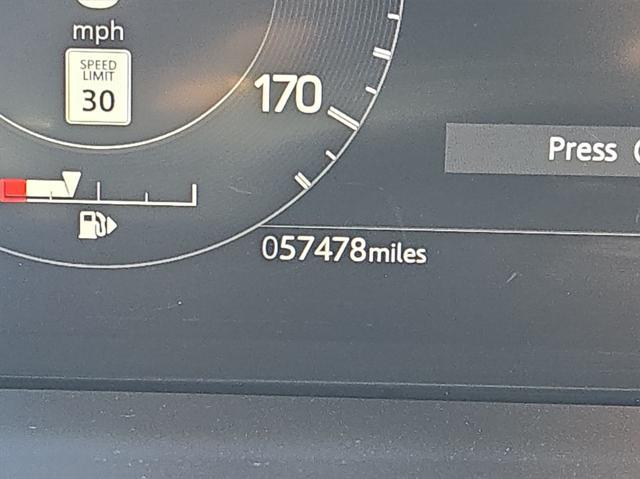 mph
SPEED
LIMIT
30
170
Press
057478miles